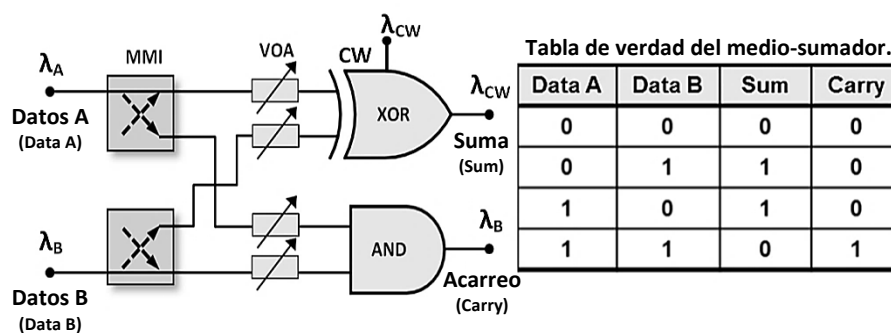 λCW
MMI
VOA
CW
λA
Datos A
(Data A)
XOR
λCW
Suma
(Sum)
λB
Datos B
(Data B)
AND
λB
Acarreo
(Carry)
Tabla de verdad del medio-sumador.
Data A Data B Sum Carry
0 0 0 0
0 1 1 0
1 0 1 0
1 1 0 1